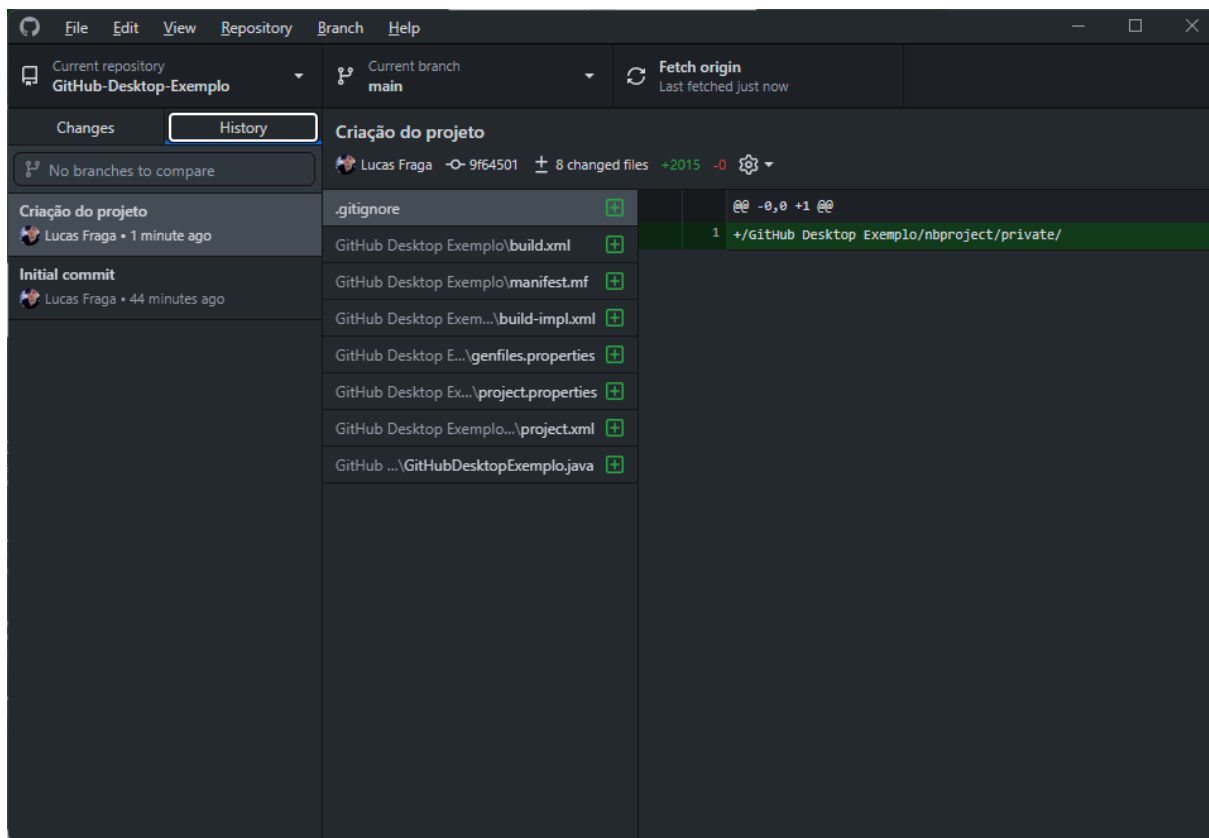 File Edit View Repository Branch Help
Current repository
GitHub-Desktop-Exemplo
Current branch
main
Fetch origin
Last fetched just now
Changes History
No branches to compare
Criação do projeto
Lucas Fraga • 1 minute ago
Initial commit
Lucas Fraga • 44 minutes ago
Criação do projeto
Lucas Fraga 9f64501 8 changed files +2015 -0
.gitignore
GitHub Desktop Exemplo\build.xml
GitHub Desktop Exemplo\manifest.mf
GitHub Desktop Exem...\build-impl.xml
GitHub Desktop E...\genfiles.properties
GitHub Desktop Ex...\project.properties
GitHub Desktop Exemplo...\project.xml
GitHub ...\GitHubDesktopExemplo.java
@@ -0,0 +1 @@
1 +/GitHub Desktop Exemplo/nbproject/private/